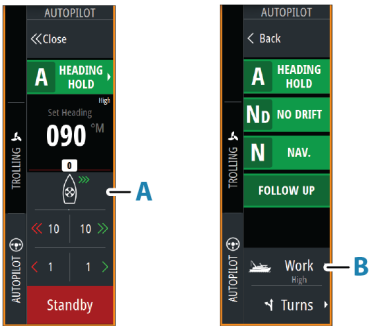 AUTOPILOT
Close
A HEADING HOLD
High
Set Heading
090 °M
0
A
10 10
1 1
Standby
TROLLING
AUTOPILOT
AUTOPILOT
Back
A HEADING HOLD
ND NO DRIFT
N NAV.
FOLLOW UP
Work
High
B
Turns
TROLLING
AUTOPILOT